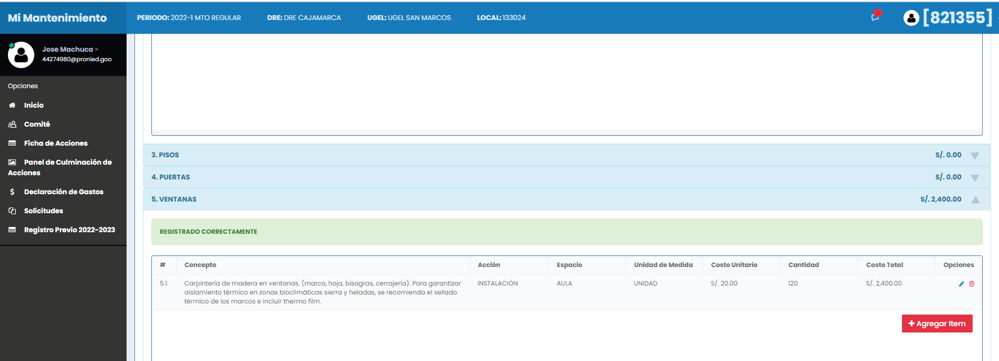 Mi Mantenimiento
PERIODO: 2022-1 MTO REGULAR
DRE: DRE CAJAMARCA
UGEL: UGEL SAN MARCOS
LOCAL: 133024
[821355]
Jose Machuca
44274980@pronied.goo
Opciones
Inicio
Comité
Ficha de Acciones
Panel de Culminación de
Acciones
Declaración de Gastos
Solicitudes
Registro Previo 2022-2023
3. PISOS S/. 0.00
4. PUERTAS S/. 0.00
5. VENTANAS S/. 2,400.00
REGISTRADO CORRECTAMENTE
# Concepto Acción Espacio Unidad de Medida Costo Unitario Cantidad Costo Total Opciones
5.1. Carpintería de madera en ventanas. (marco, hoja, bisagras, cerrajería). Para garantizar INSTALACIÓN AULA UNIDAD S/. 20.00 120 S/. 2,400.00
aislamiento térmico en zonas bioclimáticas sierra y heladas, se recomienda el sellado
térmico de los marcos e incluir thermo film.
+ Agregar Item